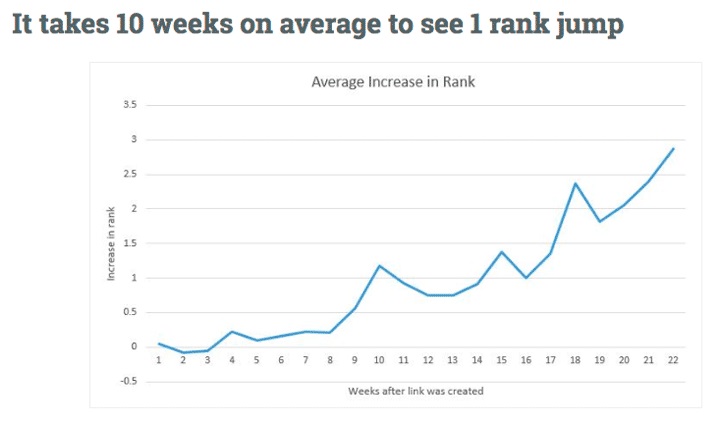 It takes 10 weeks on average to see 1 rank jump
Average Increase in Rank
3.5
3
2.5
2
1.5
1
0.5
0
-0.5
Increase in rank
1 2 3 4 5 6 7 8 9 10 11 12 13 14 15 16 17 18 19 20 21 22
Weeks after link was created